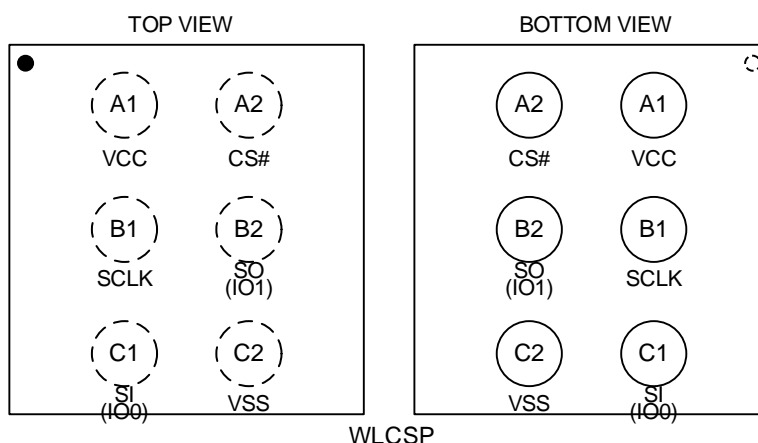 TOP VIEW
BOTTOM VIEW
A1 A2
VCC CS#
B1 B2
SCLK SO
(IO1)
C1 C2
SI
(IO0) VSS
A2 A1
CS# VCC
B2 B1
SO
(IO1) SCLK
C2 C1
VSS SI
(IO0)
WLCSP